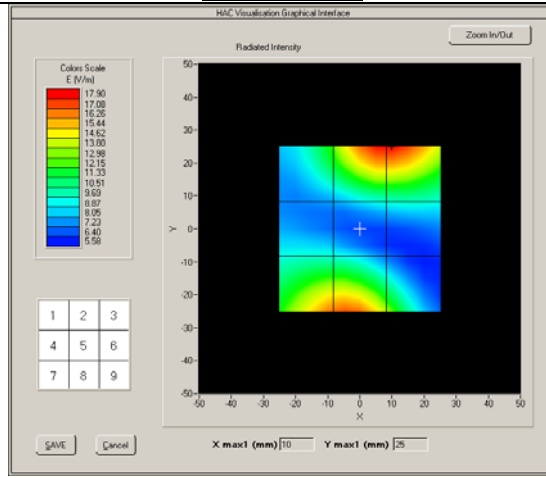 HAC Visualisation Graphical Interface
Zoom In/Out
Radiated Intensity
Colors Scale
E (V/m)
17.90
17.08
16.26
15.44
14.62
13.80
12.98
12.15
11.33
10.51
9.69
8.87
8.05
7.23
6.40
5.58
50
40
30
20
10
0
-10
-20
-30
-40
-50
Y
-50 -40 -30 -20 -10 0 10 20 30 40 50
X
1 2 3
4 5 6
7 8 9
SAVE Cancel
X max1 (mm) 10 Y max1 (mm) 25